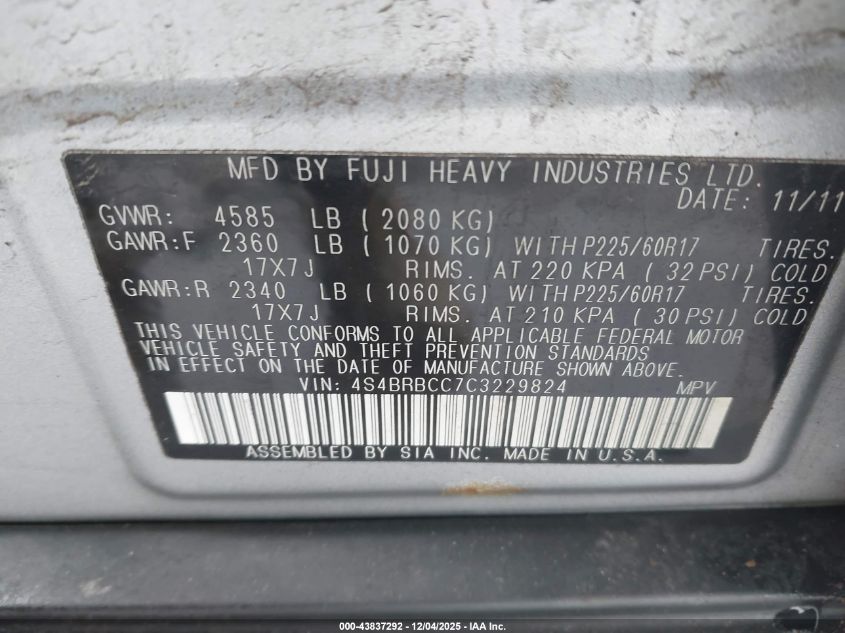 MFD BY FUJI HEAVY INDUSTRIES LTD.
DATE: 11/11
GVWR: 4585 LB ( 2080 KG)
GAWR:F 2360 LB ( 1070 KG) WITH P225/60R17 TIRES.
17X7J RIMS. AT 220 KPA ( 32 PSI) COLD
GAWR:R 2340 LB ( 1060 KG) WITH P225/60R17 TIRES.
17X7J RIMS. AT 210 KPA ( 30 PSI) COLD
THIS VEHICLE CONFORMS TO ALL APPLICABLE FEDERAL MOTOR
VEHICLE SAFETY AND THEFT PREVENTION STANDARDS
IN EFFECT ON THE DATE OF MANUFACTURE SHOWN ABOVE.
VIN: 4S4BRBCC7C3229824 MPV
ASSEMBLED BY SIA INC. MADE IN U.S.A.
000-43837292 - 12/04/2025 - IAA Inc.